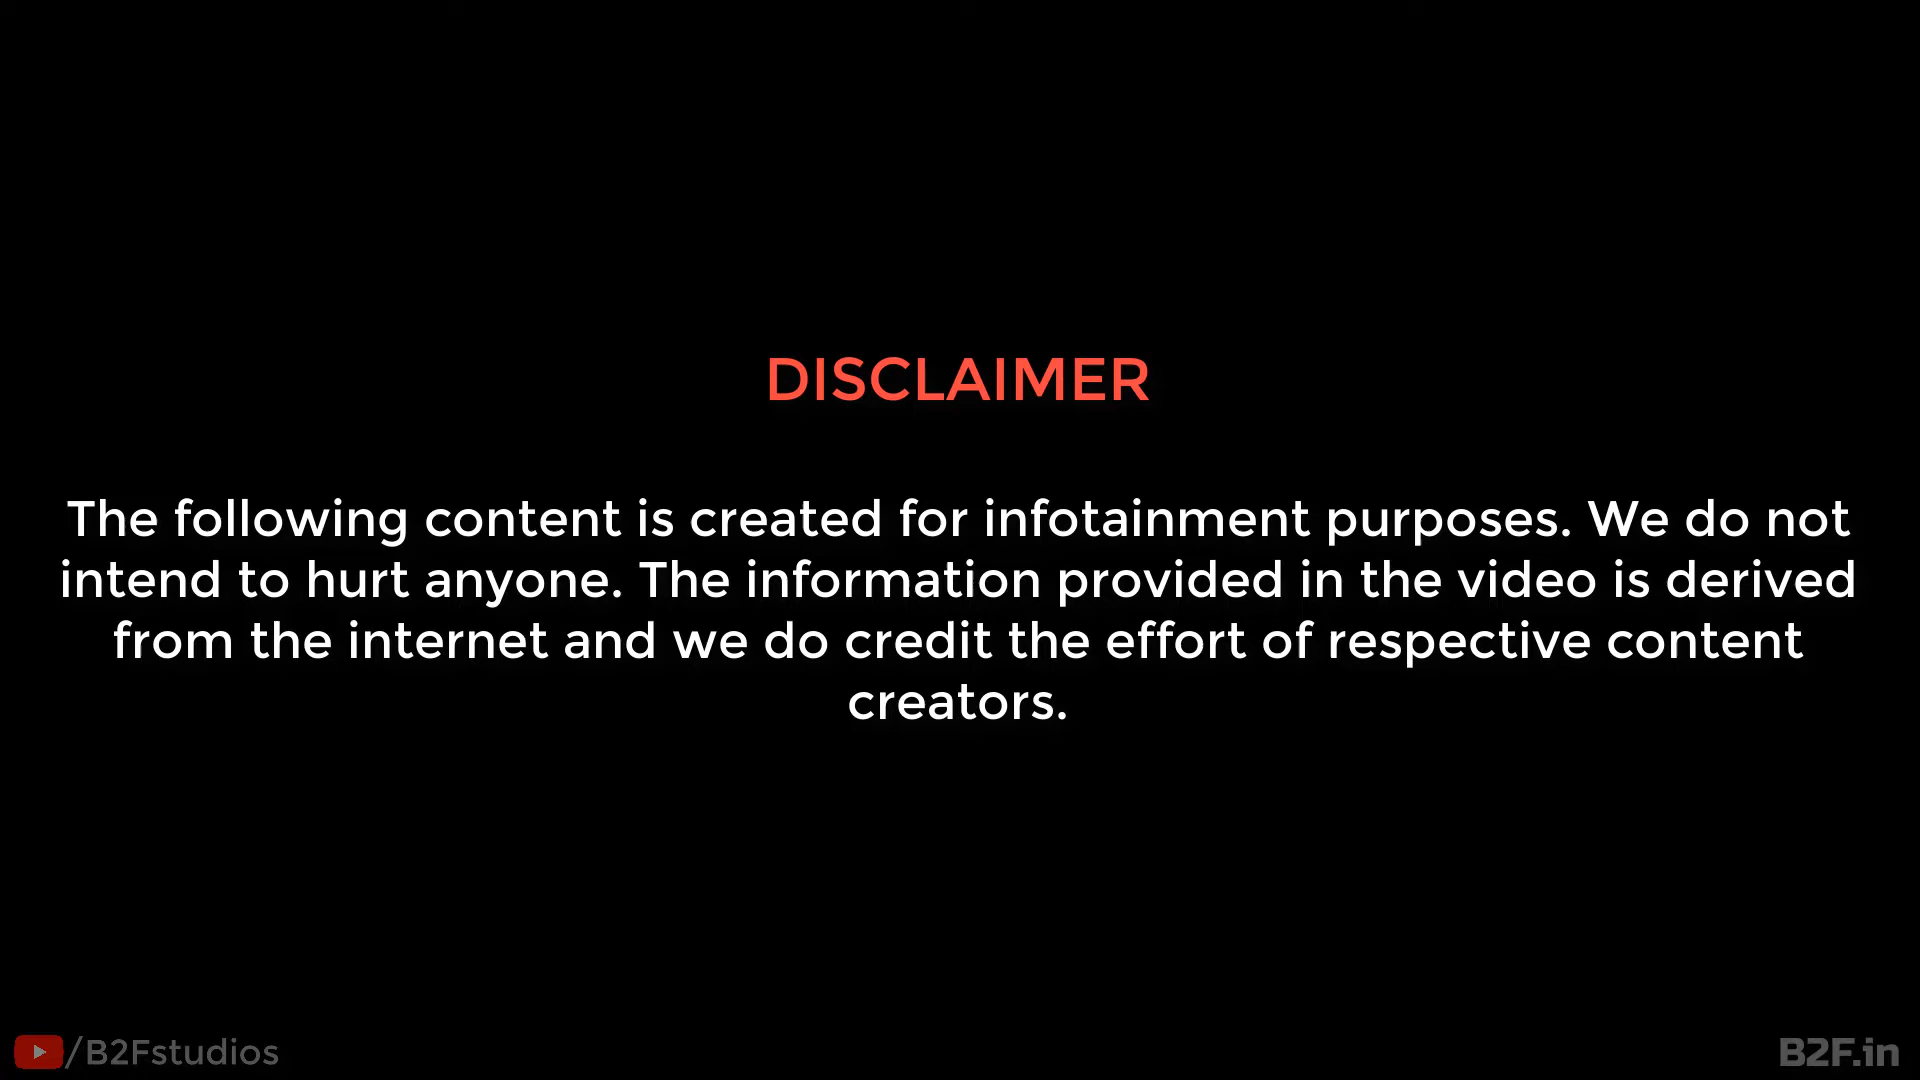 DISCLAIMER
The following content is created for infotainment purposes. We do not
intend to hurt anyone. The information provided in the video is derived
from the internet and we do credit the effort of respective content
creators.
/B2Fstudios
B2F.in